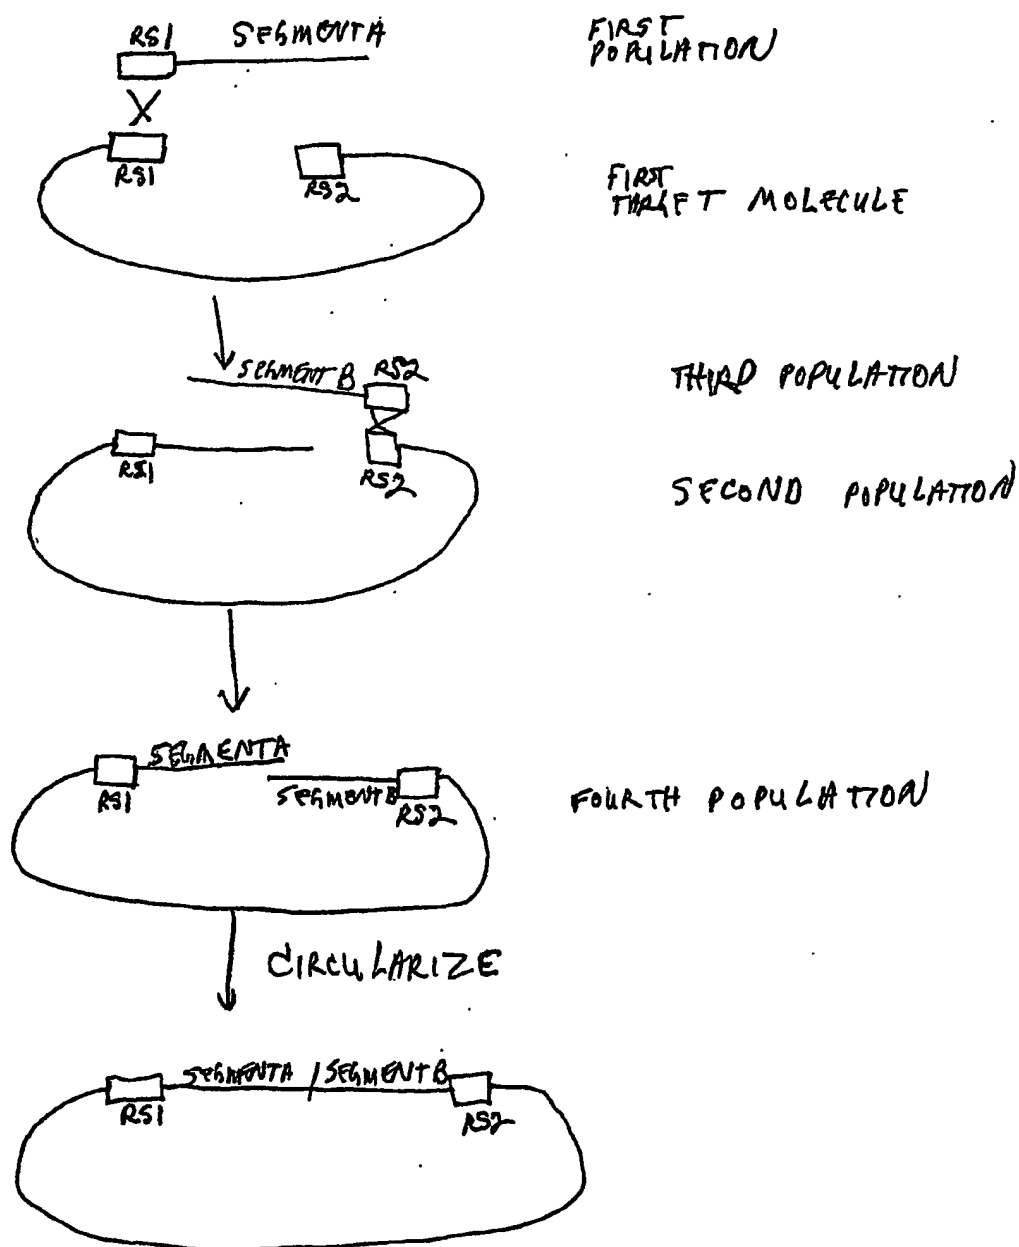 RS1 SEGMENTA
FIRST
POPULATION
RS1
RS2
FIRST
TARGET MOLECULE
SEGMENT B RS2
THIRD POPULATION
RS1
RS2
SECOND POPULATION
SEGMENTA
RS1
SEGMENTB
RS2
FOURTH POPULATION
CIRCULARIZE
SEGMENTA / SEGMENTB
RS1
RS2